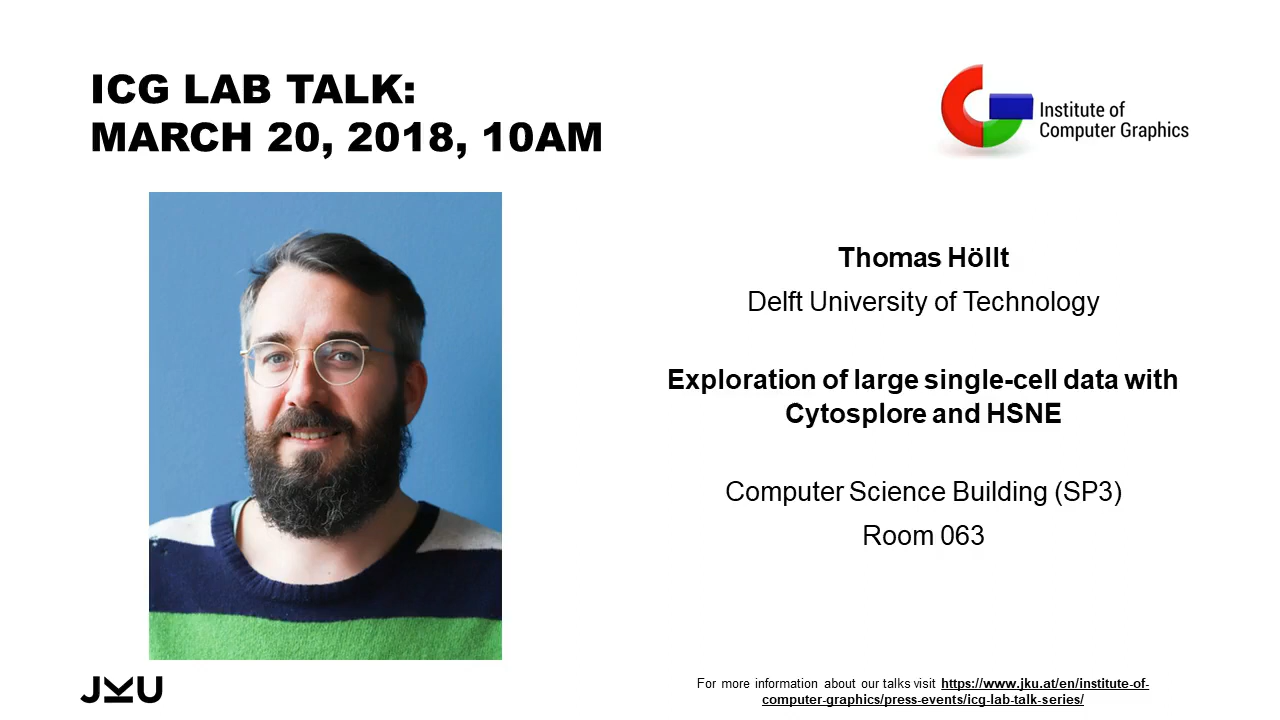 ICG LAB TALK:
MARCH 20, 2018, 10AM
Institute of
Computer Graphics
Thomas Höllt
Delft University of Technology
Exploration of large single-cell data with
Cytosplore and HSNE
Computer Science Building (SP3)
Room 063
JKU
For more information about our talks visit https://www.jku.at/en/institute-of-
computer-graphics/press-events/icg-lab-talk-series/